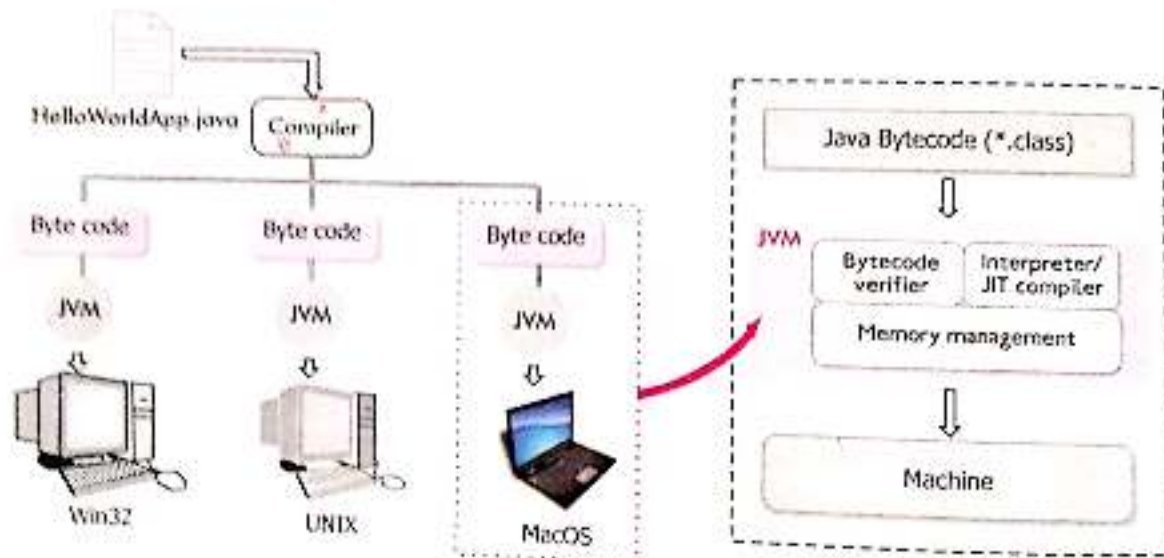 HelloWorldApp.java
Compiler
Byte code
Byte code
Byte code
JVM
JVM
JVM
Win32
UNIX
MacOS
Java Bytecode (*.class)
JVM
Bytecode
verifier
Interpreter/
JIT compiler
Memory management
Machine